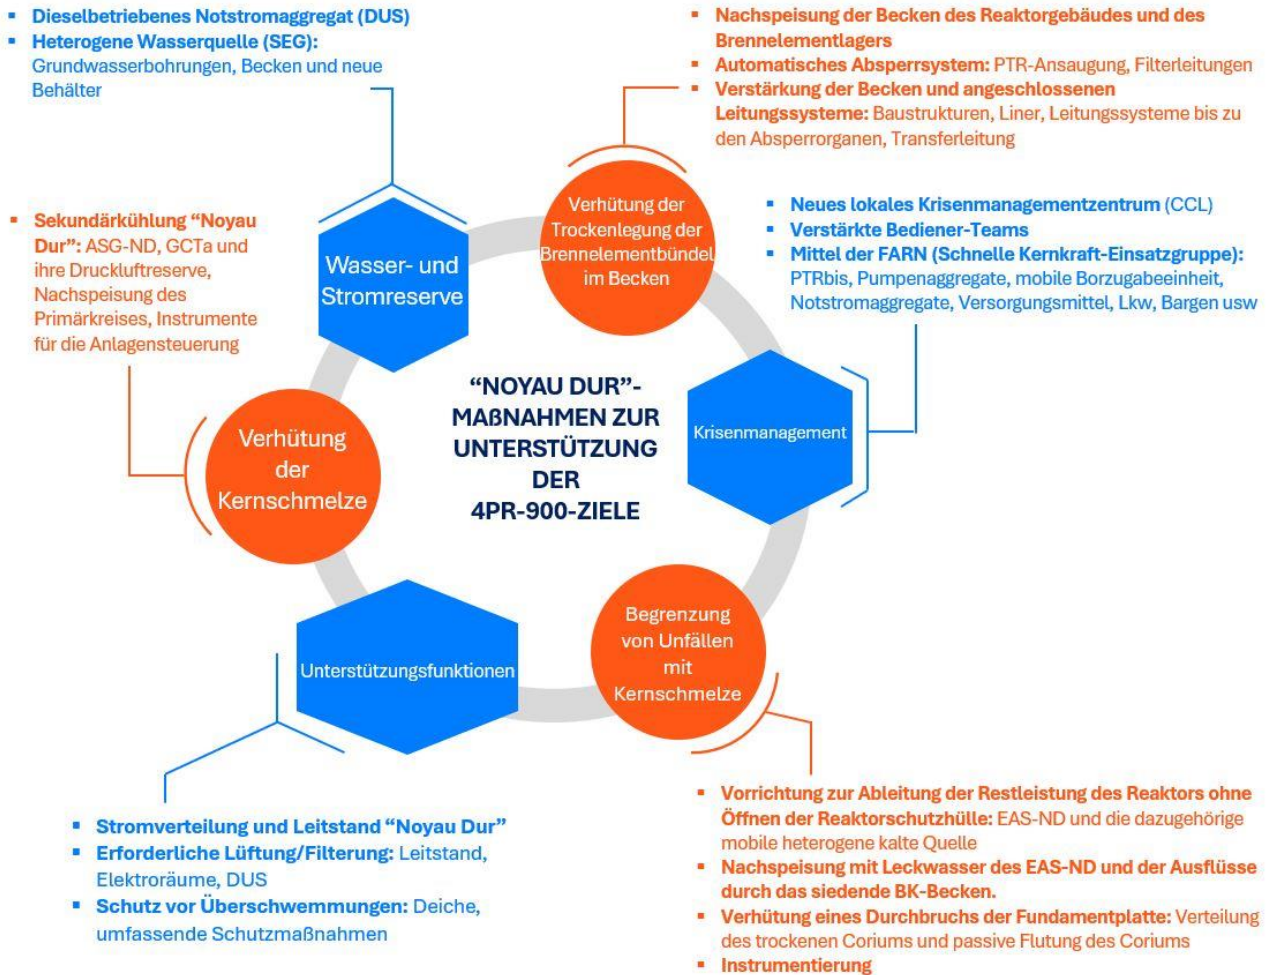 ▪ Dieselbetriebenes Notstromaggregat (DUS)
▪ Heterogene Wasserquelle (SEG):
Grundwasserbohrungen, Becken und neue
Behälter
▪ Nachspeisung der Becken des Reaktorgebäudes und des
Brennelementlagers
▪ Automatisches Absperrsystem: PTR-Ansaugung, Filterleitungen
▪ Verstärkung der Becken und angeschlossenen
Leitungssysteme: Baustrukturen, Liner, Leitungssysteme bis zu
den Absperrorganen, Transferleitung
▪ Sekundärkühlung “Noyau
Dur”: ASG-ND, GCTa und
ihre Druckluftreserve,
Nachspeisung des
Primärkreises, Instrumente
für die Anlagensteuerung
Wasser- und
Stromreserve
Verhütung der
Trockenlegung der
Brennelementbündel
im Becken
▪ Neues lokales Krisenmanagementzentrum (CCL)
▪ Verstärkte Bediener-Teams
▪ Mittel der FARN (Schnelle Kernkraft-Einsatzgruppe):
PTRbis, Pumpenaggregate, mobile Borzugabeeinheit,
Notstromaggregate, Versorgungsmittel, Lkw, Bargen usw
“NOYAU DUR”-
MAßNAHMEN ZUR
UNTERSTÜTZUNG
DER
4PR-900-ZIELE
Krisenmanagement
Verhütung
der
Kernschmelze
Unterstützungsfunktionen
Begrenzung
von Unfällen
mit
Kernschmelze
▪ Stromverteilung und Leitstand “Noyau Dur”
▪ Erforderliche Lüftung/Filterung: Leitstand,
Elektroräume, DUS
▪ Schutz vor Überschwemmungen: Deiche,
umfassende Schutzmaßnahmen
▪ Vorrichtung zur Ableitung der Restleistung des Reaktors ohne
Öffnen der Reaktorschutzhülle: EAS-ND und die dazugehörige
mobile heterogene kalte Quelle
▪ Nachspeisung mit Leckwasser des EAS-ND und der Ausflüsse
durch das siedende BK-Becken.
▪ Verhütung eines Durchbruchs der Fundamentplatte: Verteilung
des trockenen Coriums und passive Flutung des Coriums
▪ Instrumentierung